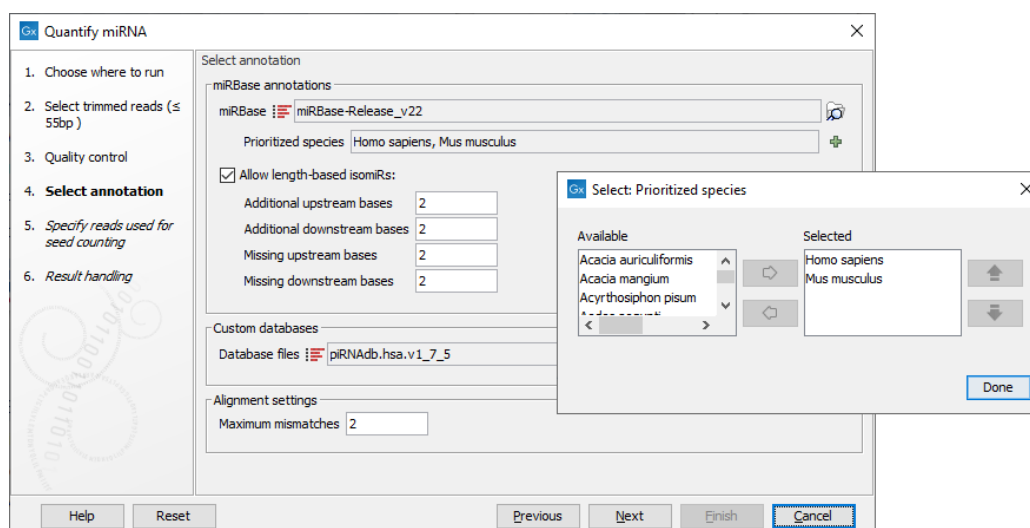 Gx Quantify miRNA
1. Choose where to run
2. Select trimmed reads (≤
55bp )
3. Quality control
4. Select annotation
5. Specify reads used for
seed counting
6. Result handling
Select annotation
miRBase annotations
miRBase miRBase-Release_v22
Prioritized species Homo sapiens, Mus musculus
Allow length-based isomiRs:
Additional upstream bases 2
Additional downstream bases 2
Missing upstream bases 2
Missing downstream bases 2
Custom databases
Database files piRNAdb.hsa.v1_7_5
Alignment settings
Maximum mismatches 2
Help Reset Previous Next Finish Cancel
Gx Select: Prioritized species
Available
Acacia auriculiformis
Acacia mangium
Acyrthosiphon pisum
Selected
Homo sapiens
Mus musculus
Done